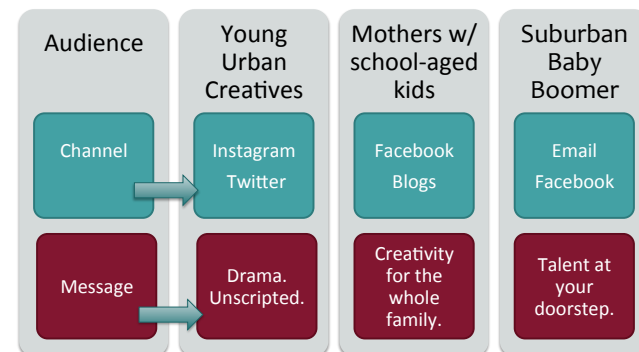 Audience
Channel
Message
Young
Urban
Creatives
Instagram
Twitter
Drama.
Unscripted.
Mothers w/
school-aged
kids
Facebook
Blogs
Creativity
for the
whole
family.
Suburban
Baby
Boomer
Email
Facebook
Talent at
your
doorstep.